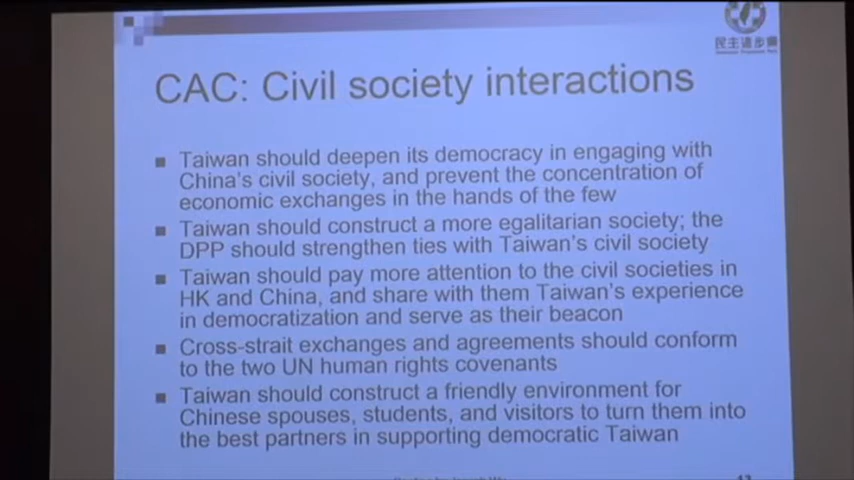 民主進步黨
CAC: Civil society interactions
Taiwan should deepen its democracy in engaging with
China's civil society, and prevent the concentration of
economic exchanges in the hands of the few
Taiwan should construct a more egalitarian society; the
DPP should strengthen ties with Taiwan's civil society
Taiwan should pay more attention to the civil societies in
HK and China, and share with them Taiwan's experience
in democratization and serve as their beacon
Cross-strait exchanges and agreements should conform
to the two UN human rights covenants
Taiwan should construct a friendly environment for
Chinese spouses, students, and visitors to turn them into
the best partners in supporting democratic Taiwan